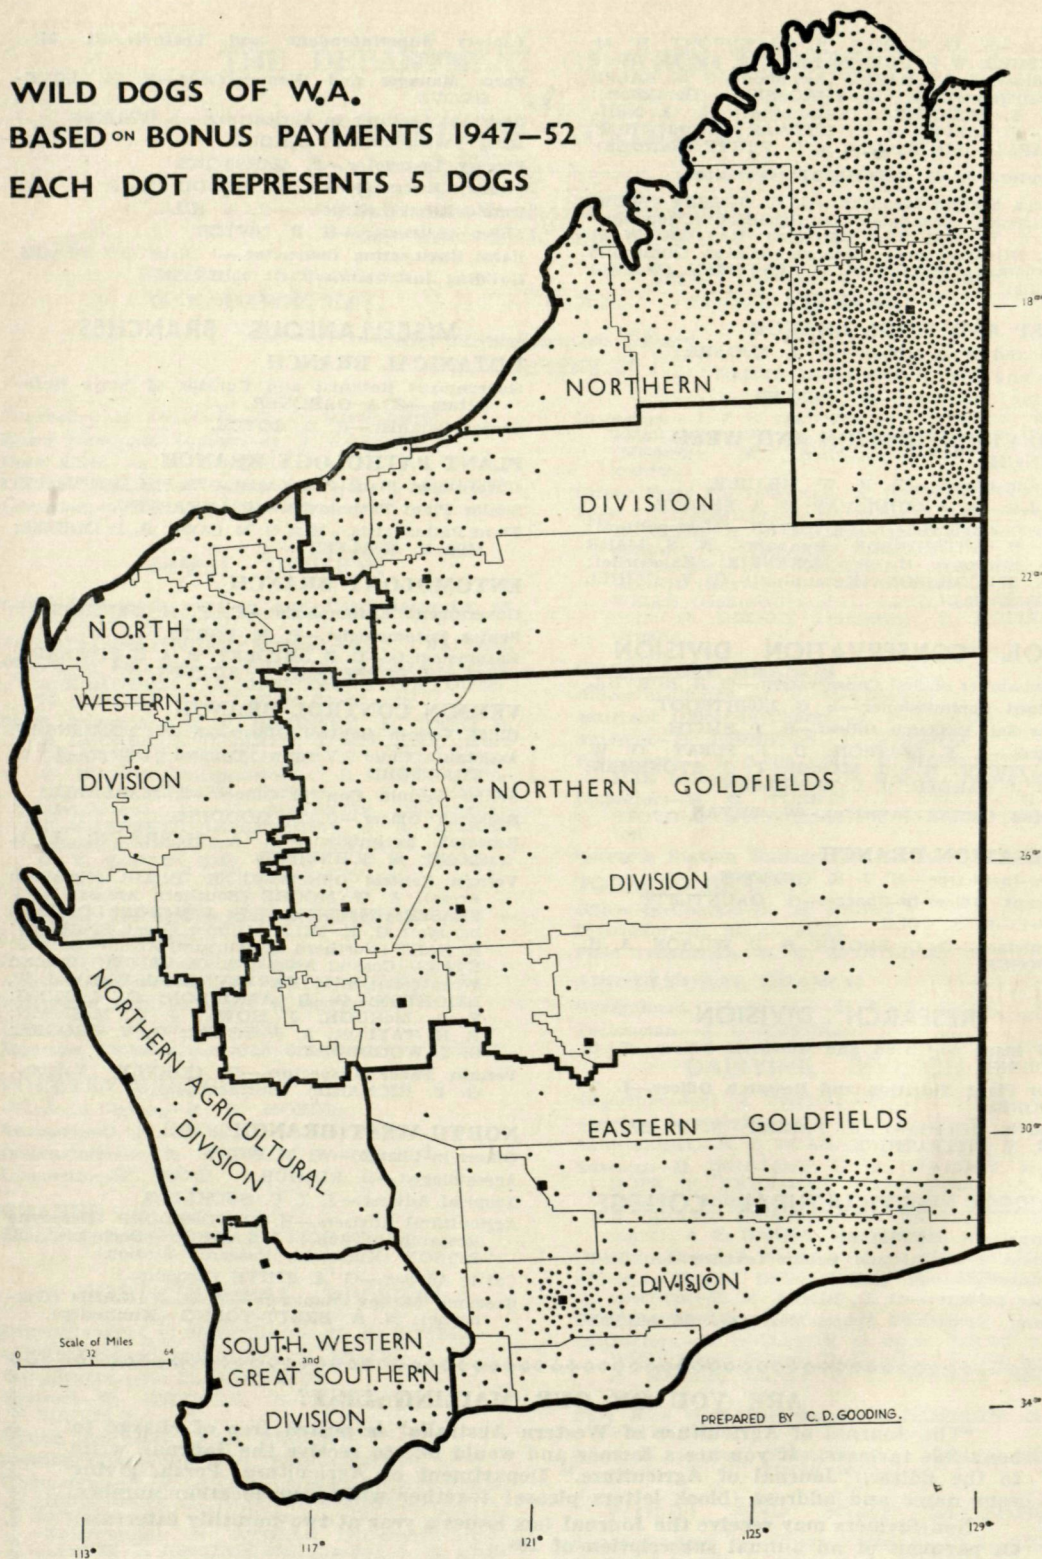 WILD DOGS OF W.A.
BASED ON BONUS PAYMENTS 1947–52
EACH DOT REPRESENTS 5 DOGS
18°
NORTHERN
DIVISION
22°
NORTH
WESTERN
DIVISION
NORTHERN GOLDFIELDS
DIVISION
26°
NORTHERN AGRICULTURAL
DIVISION
EASTERN GOLDFIELDS
DIVISION
30°
Scale of Miles
0 32 64
SOUTH WESTERN
and
GREAT SOUTHERN
DIVISION
PREPARED BY C. D. GOODING.
34°
113° 117° 121° 125° 129°